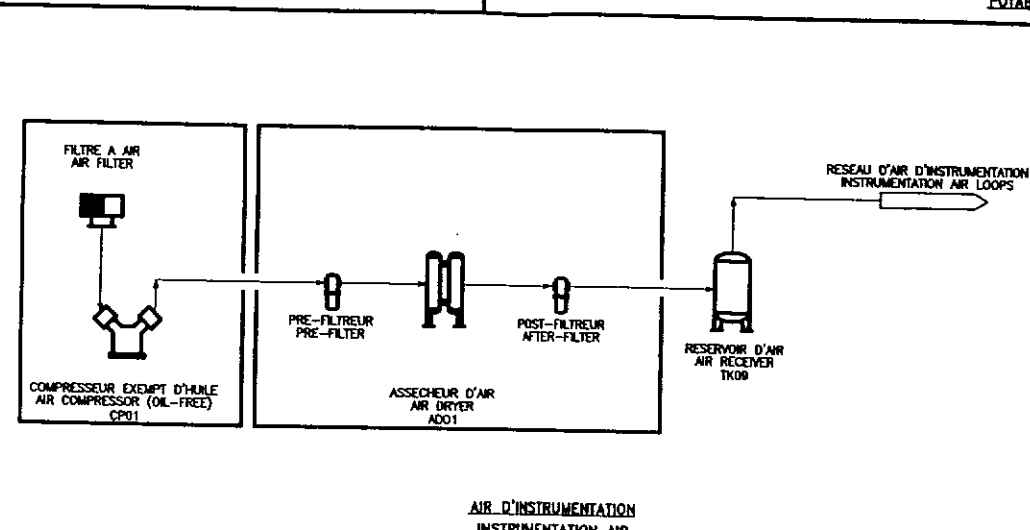 FILTRE A AIR
AIR FILTER
RESEAU D'AIR D'INSTRUMENTATION
INSTRUMENTATION AIR LOOPS
PRE-FILTREUR
PRE-FILTER
POST-FILTREUR
AFTER-FILTER
RESERVOIR D'AIR
AIR RECEIVER
TK09
COMPRESSEUR EXEMPT D'HUILE
AIR COMPRESSOR (OIL-FREE)
CP01
ASSECHEUR D'AIR
AIR DRYER
AD01
AIR D'INSTRUMENTATION
INSTRUMENTATION AIR